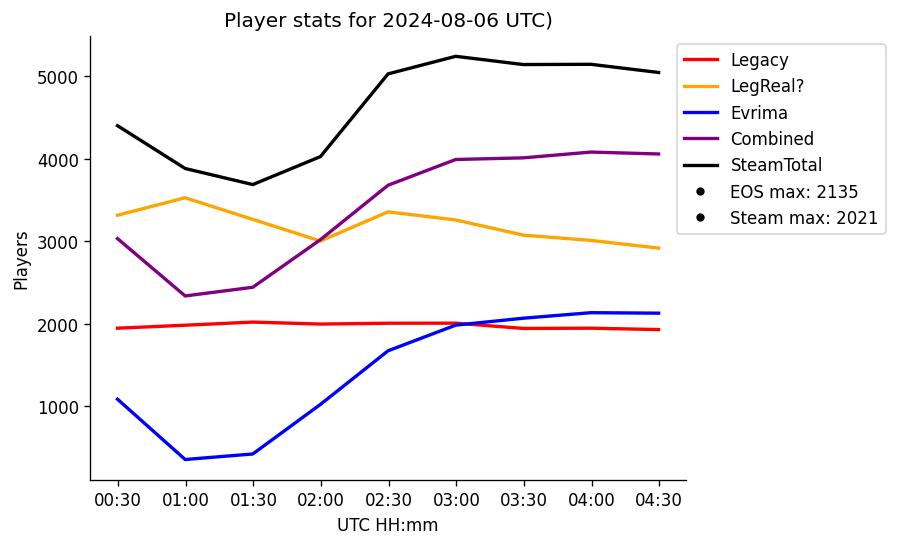 Player stats for 2024-08-06 UTC)
Legacy
LegReal?
Evrima
Combined
SteamTotal
EOS max: 2135
Steam max: 2021
Players
5000
4000
3000
2000
1000
00:30 01:00 01:30 02:00 02:30 03:00 03:30 04:00 04:30
UTC HH:mm